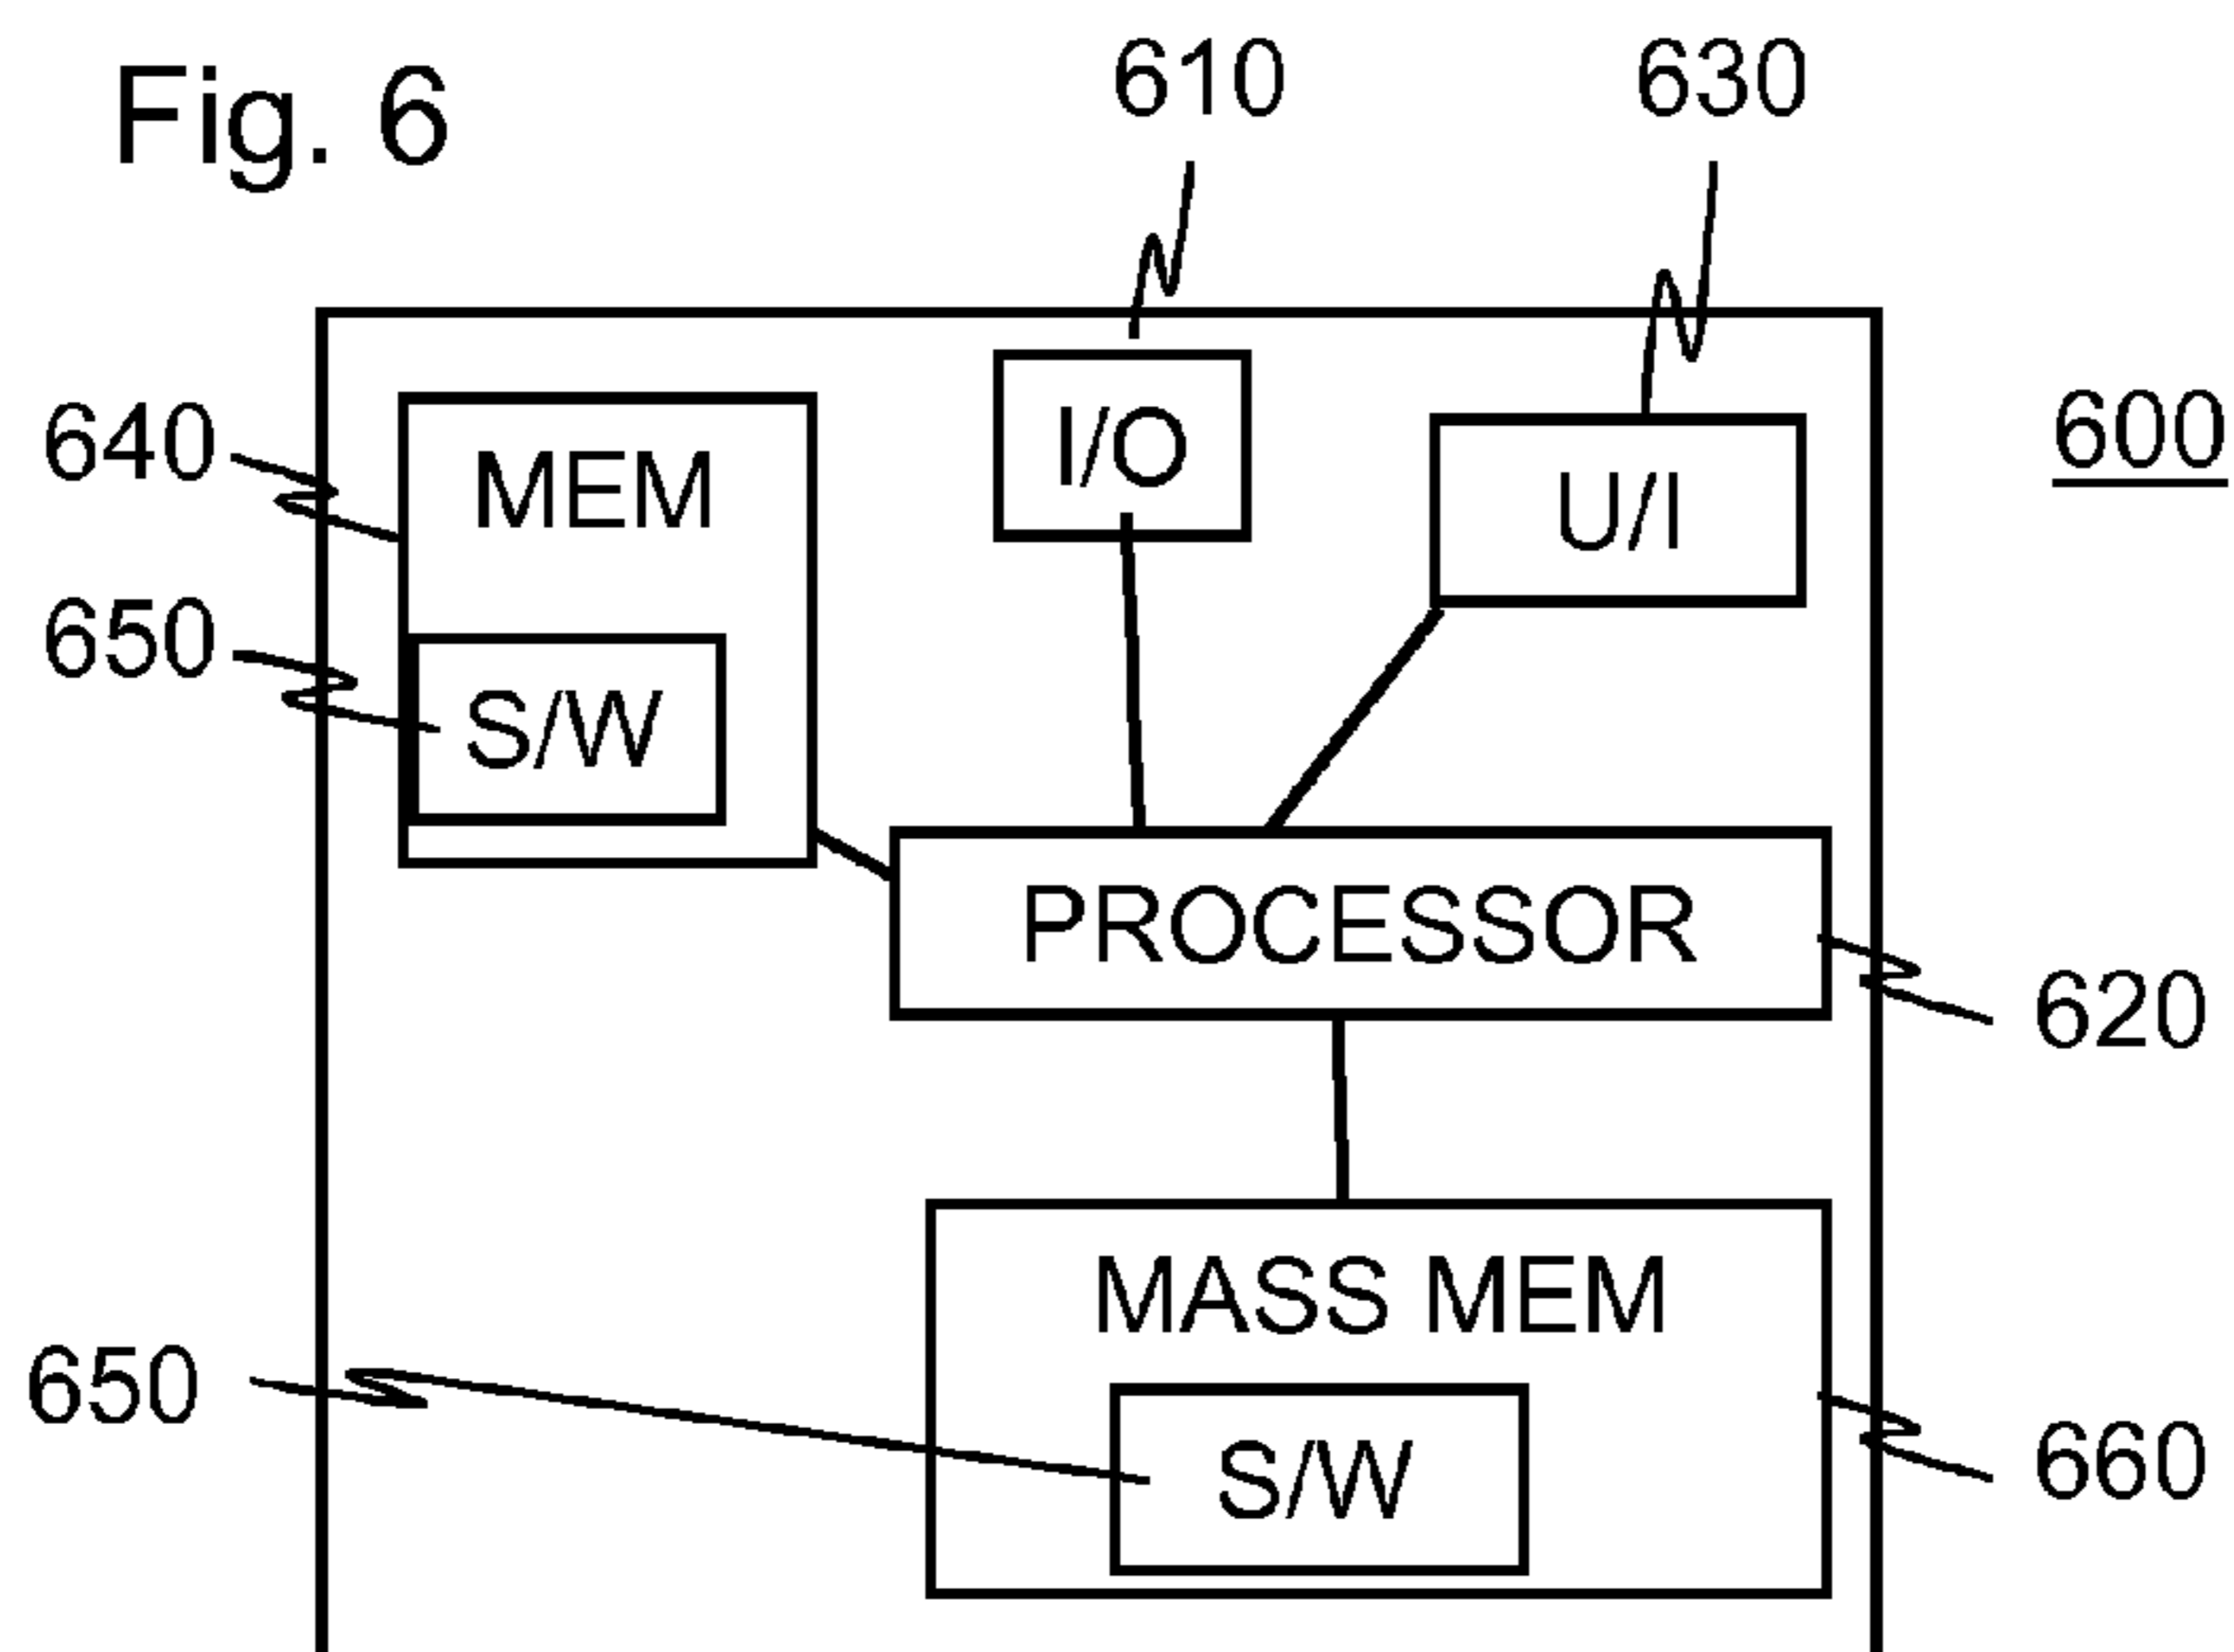 Fig. 6
610
630
600
640
MEM
I/O
U/I
650
S/W
PROCESSOR
620
MASS MEM
650
S/W
660